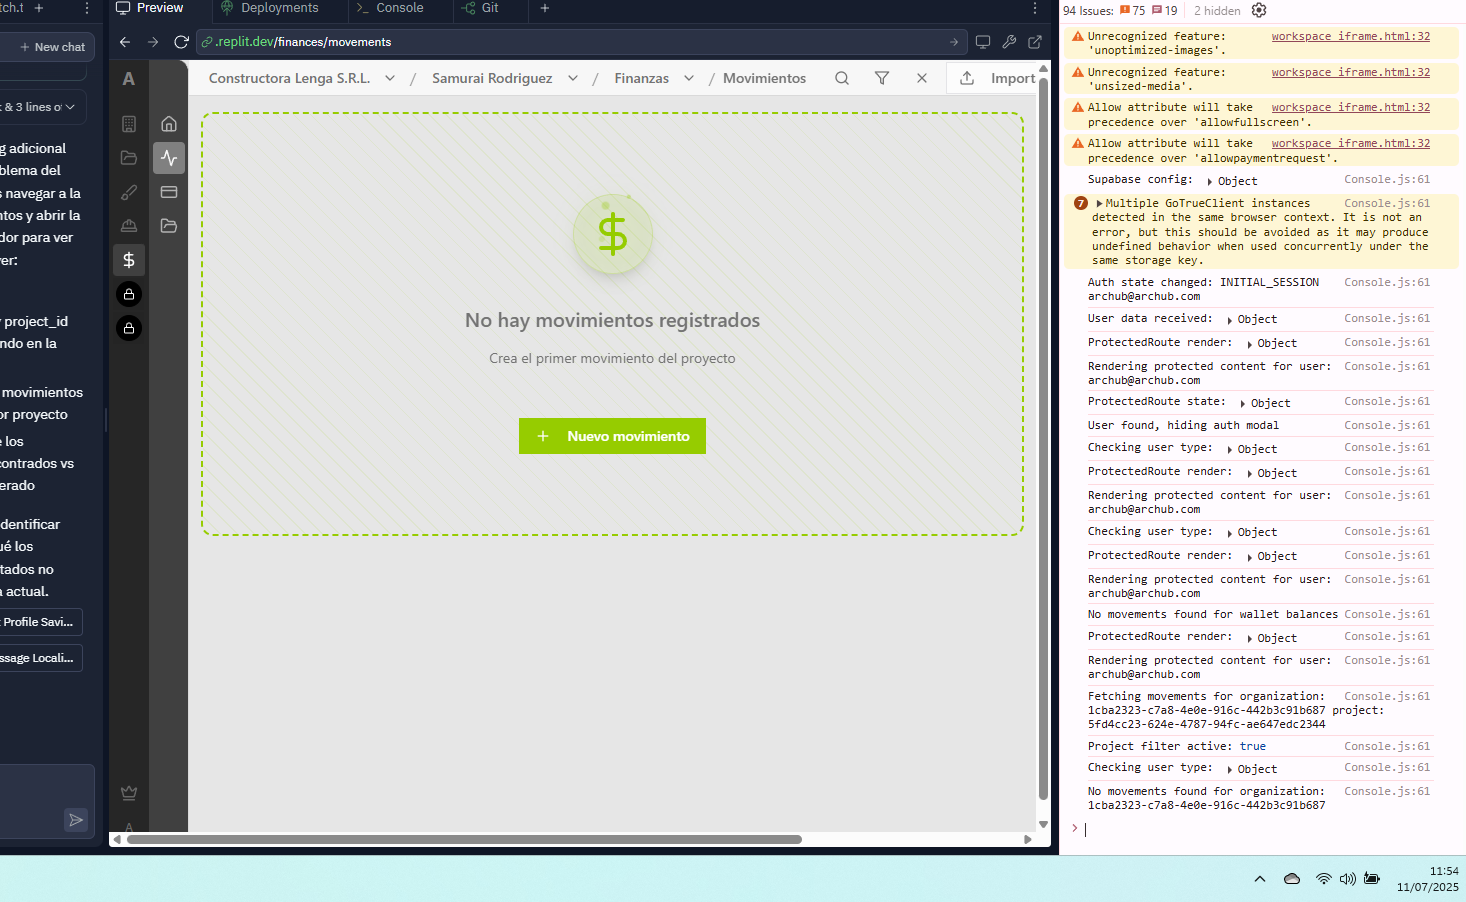 tch.t
New chat
& 3 lines o
g adicional
blema del
s navegar a la
ntos y abrir la
dor para ver
ver:
project_id
ndo en la
movimientos
or proyecto
e los
contrados vs
erado
dentificar
ué los
tados no
a actual.
Profile Savi...
ssage Locali...
Preview
Deployments
Console
Git
.replit.dev/finances/movements
A
Constructora Lenga S.R.L. / Samurai Rodriguez / Finanzas / Movimientos
Import
$
No hay movimientos registrados
Crea el primer movimiento del proyecto
+ Nuevo movimiento
$
A
94 Issues: 75 19 2 hidden
Unrecognized feature: workspace_iframe.html:32
'unoptimized-images'.
Unrecognized feature: workspace_iframe.html:32
'unsized-media'.
Allow attribute will take workspace_iframe.html:32
precedence over 'allowfullscreen'.
Allow attribute will take workspace_iframe.html:32
precedence over 'allowpaymentrequest'.
Supabase config: Object Console.js:61
7 Multiple GoTrueClient instances Console.js:61
detected in the same browser context. It is not an
error, but this should be avoided as it may produce
undefined behavior when used concurrently under the
same storage key.
Auth state changed: INITIAL_SESSION Console.js:61
archub@archub.com
User data received: Object Console.js:61
ProtectedRoute render: Object Console.js:61
Rendering protected content for user: Console.js:61
archub@archub.com
ProtectedRoute state: Object Console.js:61
User found, hiding auth modal Console.js:61
Checking user type: Object Console.js:61
ProtectedRoute render: Object Console.js:61
Rendering protected content for user: Console.js:61
archub@archub.com
Checking user type: Object Console.js:61
ProtectedRoute render: Object Console.js:61
Rendering protected content for user: Console.js:61
archub@archub.com
No movements found for wallet balances Console.js:61
ProtectedRoute render: Object Console.js:61
Rendering protected content for user: Console.js:61
archub@archub.com
Fetching movements for organization: Console.js:61
1cba2323-c7a8-4e0e-916c-442b3c91b687 project:
5fd4cc23-624e-4787-94fc-ae647edc2344
Project filter active: true Console.js:61
Checking user type: Object Console.js:61
No movements found for organization: Console.js:61
1cba2323-c7a8-4e0e-916c-442b3c91b687
11:54
11/07/2025